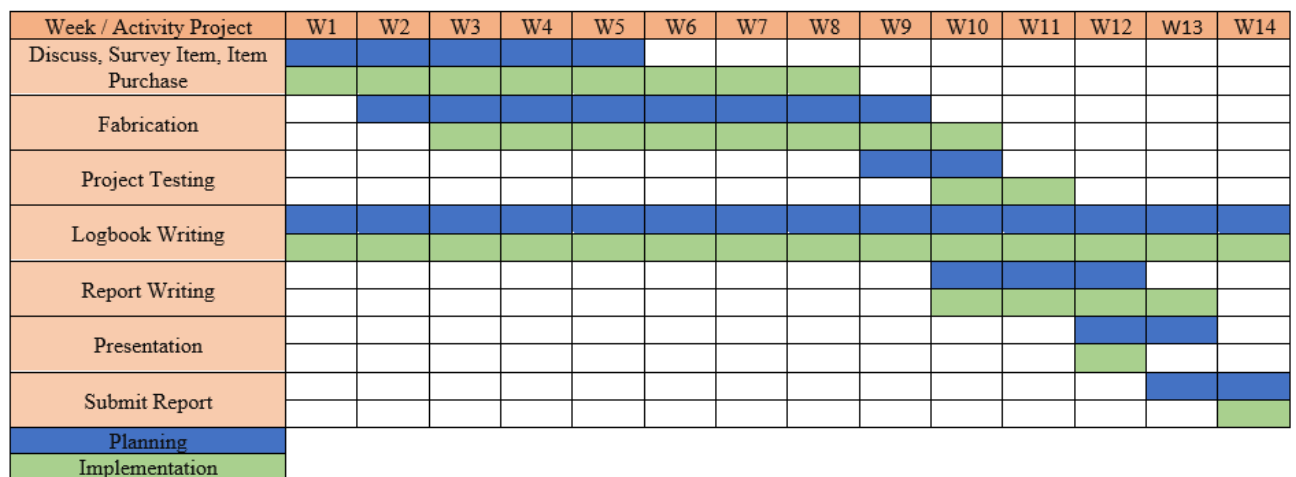 Week / Activity Project W1 W2 W3 W4 W5 W6 W7 W8 W9 W10 W11 W12 W13 W14
Discuss, Survey Item, Item
Purchase
Fabrication
Project Testing
Logbook Writing
Report Writing
Presentation
Submit Report
Planning
Implementation